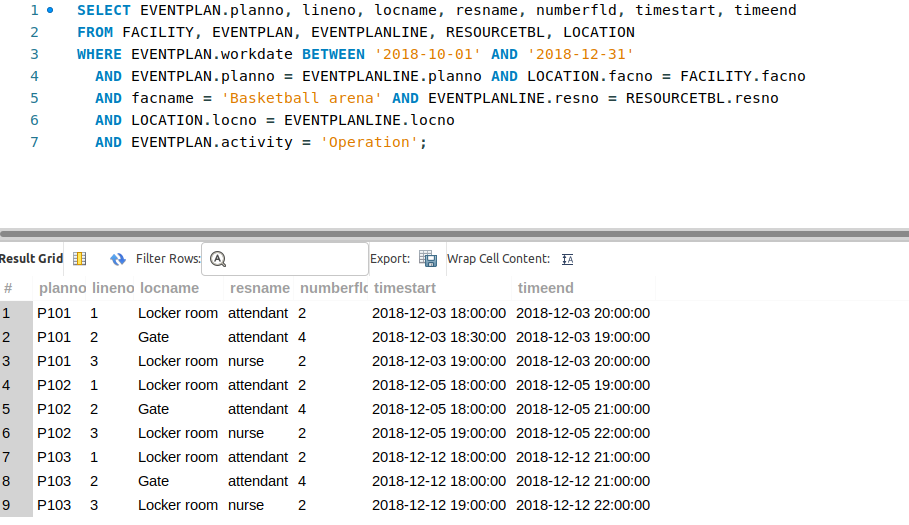 1 SELECT EVENTPLAN.planno, lineno, locname, resname, numberfld, timestart, timeend
2 FROM FACILITY, EVENTPLAN, EVENTPLANLINE, RESOURCETBL, LOCATION
3 WHERE EVENTPLAN.workdate BETWEEN '2018-10-01' AND '2018-12-31'
4 AND EVENTPLAN.planno = EVENTPLANLINE.planno AND LOCATION.facno = FACILITY.facno
5 AND facname = 'Basketball arena' AND EVENTPLANLINE.resno = RESOURCETBL.resno
6 AND LOCATION.locno = EVENTPLANLINE.locno
7 AND EVENTPLAN.activity = 'Operation';
Result Grid Filter Rows: Export: Wrap Cell Content:
# planno lineno locname resname numberfld timestart timeend
1 P101 1 Locker room attendant 2 2018-12-03 18:00:00 2018-12-03 20:00:00
2 P101 2 Gate attendant 4 2018-12-03 18:30:00 2018-12-03 19:00:00
3 P101 3 Locker room nurse 2 2018-12-03 19:00:00 2018-12-03 20:00:00
4 P102 1 Locker room attendant 2 2018-12-05 18:00:00 2018-12-05 19:00:00
5 P102 2 Gate attendant 4 2018-12-05 18:00:00 2018-12-05 21:00:00
6 P102 3 Locker room nurse 2 2018-12-05 19:00:00 2018-12-05 22:00:00
7 P103 1 Locker room attendant 2 2018-12-12 18:00:00 2018-12-12 21:00:00
8 P103 2 Gate attendant 4 2018-12-12 18:00:00 2018-12-12 21:00:00
9 P103 3 Locker room nurse 2 2018-12-12 19:00:00 2018-12-12 22:00:00